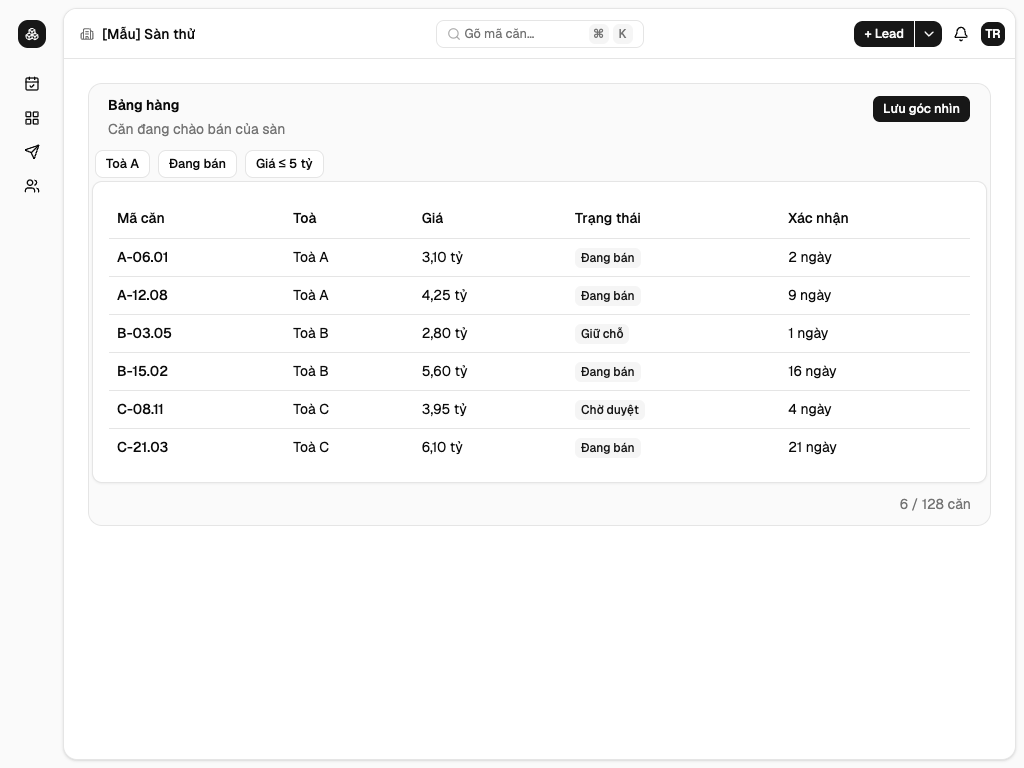 [Mẫu] Sàn thử
Gõ mã căn… ⌘ K
+ Lead
TR
Bảng hàng
Lưu góc nhìn
Căn đang chào bán của sàn
Toà A Đang bán Giá ≤ 5 tỷ
Mã căn Toà Giá Trạng thái Xác nhận
A-06.01 Toà A 3,10 tỷ Đang bán 2 ngày
A-12.08 Toà A 4,25 tỷ Đang bán 9 ngày
B-03.05 Toà B 2,80 tỷ Giữ chỗ 1 ngày
B-15.02 Toà B 5,60 tỷ Đang bán 16 ngày
C-08.11 Toà C 3,95 tỷ Chờ duyệt 4 ngày
C-21.03 Toà C 6,10 tỷ Đang bán 21 ngày
6 / 128 căn